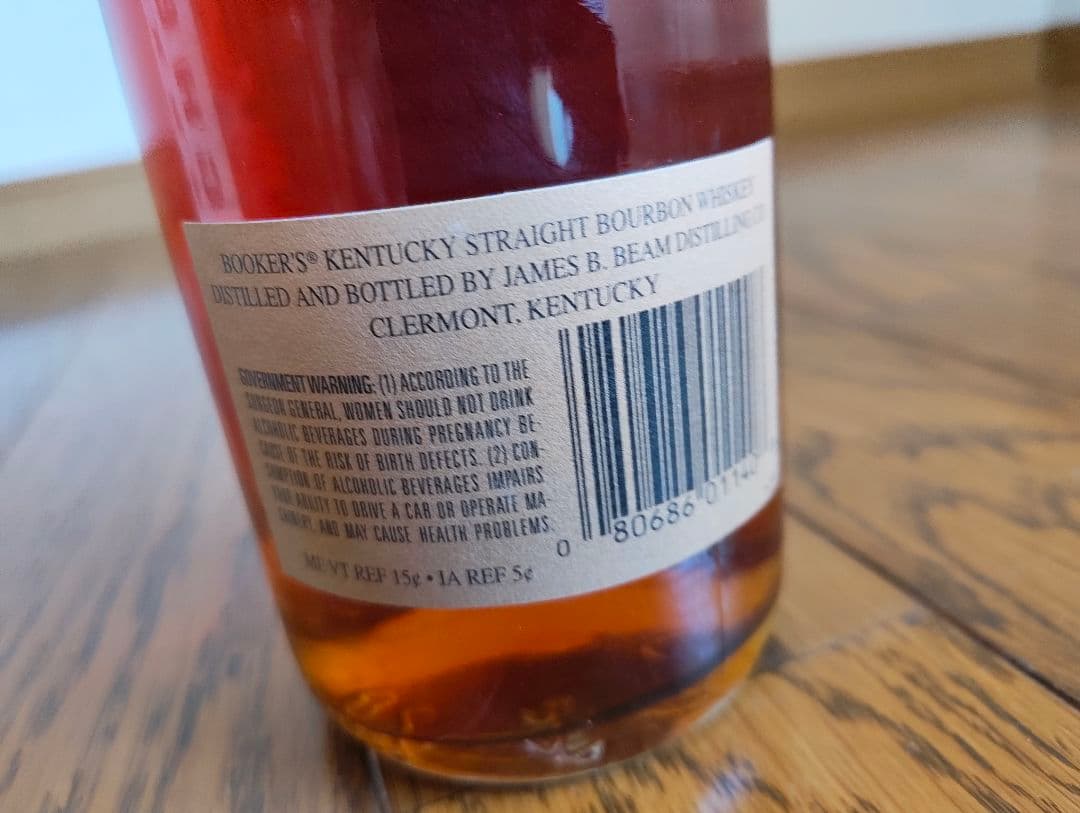 BOOKER'S® KENTUCKY STRAIGHT BOURBON WHISKEY
DISTILLED AND BOTTLED BY JAMES B. BEAM DISTILLING CO
CLERMONT, KENTUCKY
GOVERNMENT WARNING: (1) ACCORDING TO THE
SURGEON GENERAL, WOMEN SHOULD NOT DRINK
ALCOHOLIC BEVERAGES DURING PREGNANCY BE-
CAUSE OF THE RISK OF BIRTH DEFECTS. (2) CON-
SUMPTION OF ALCOHOLIC BEVERAGES IMPAIRS
YOUR ABILITY TO DRIVE A CAR OR OPERATE MA-
CHINERY, AND MAY CAUSE HEALTH PROBLEMS.
ME-VT REF 15¢ • IA REF 5¢
0 80686 0114